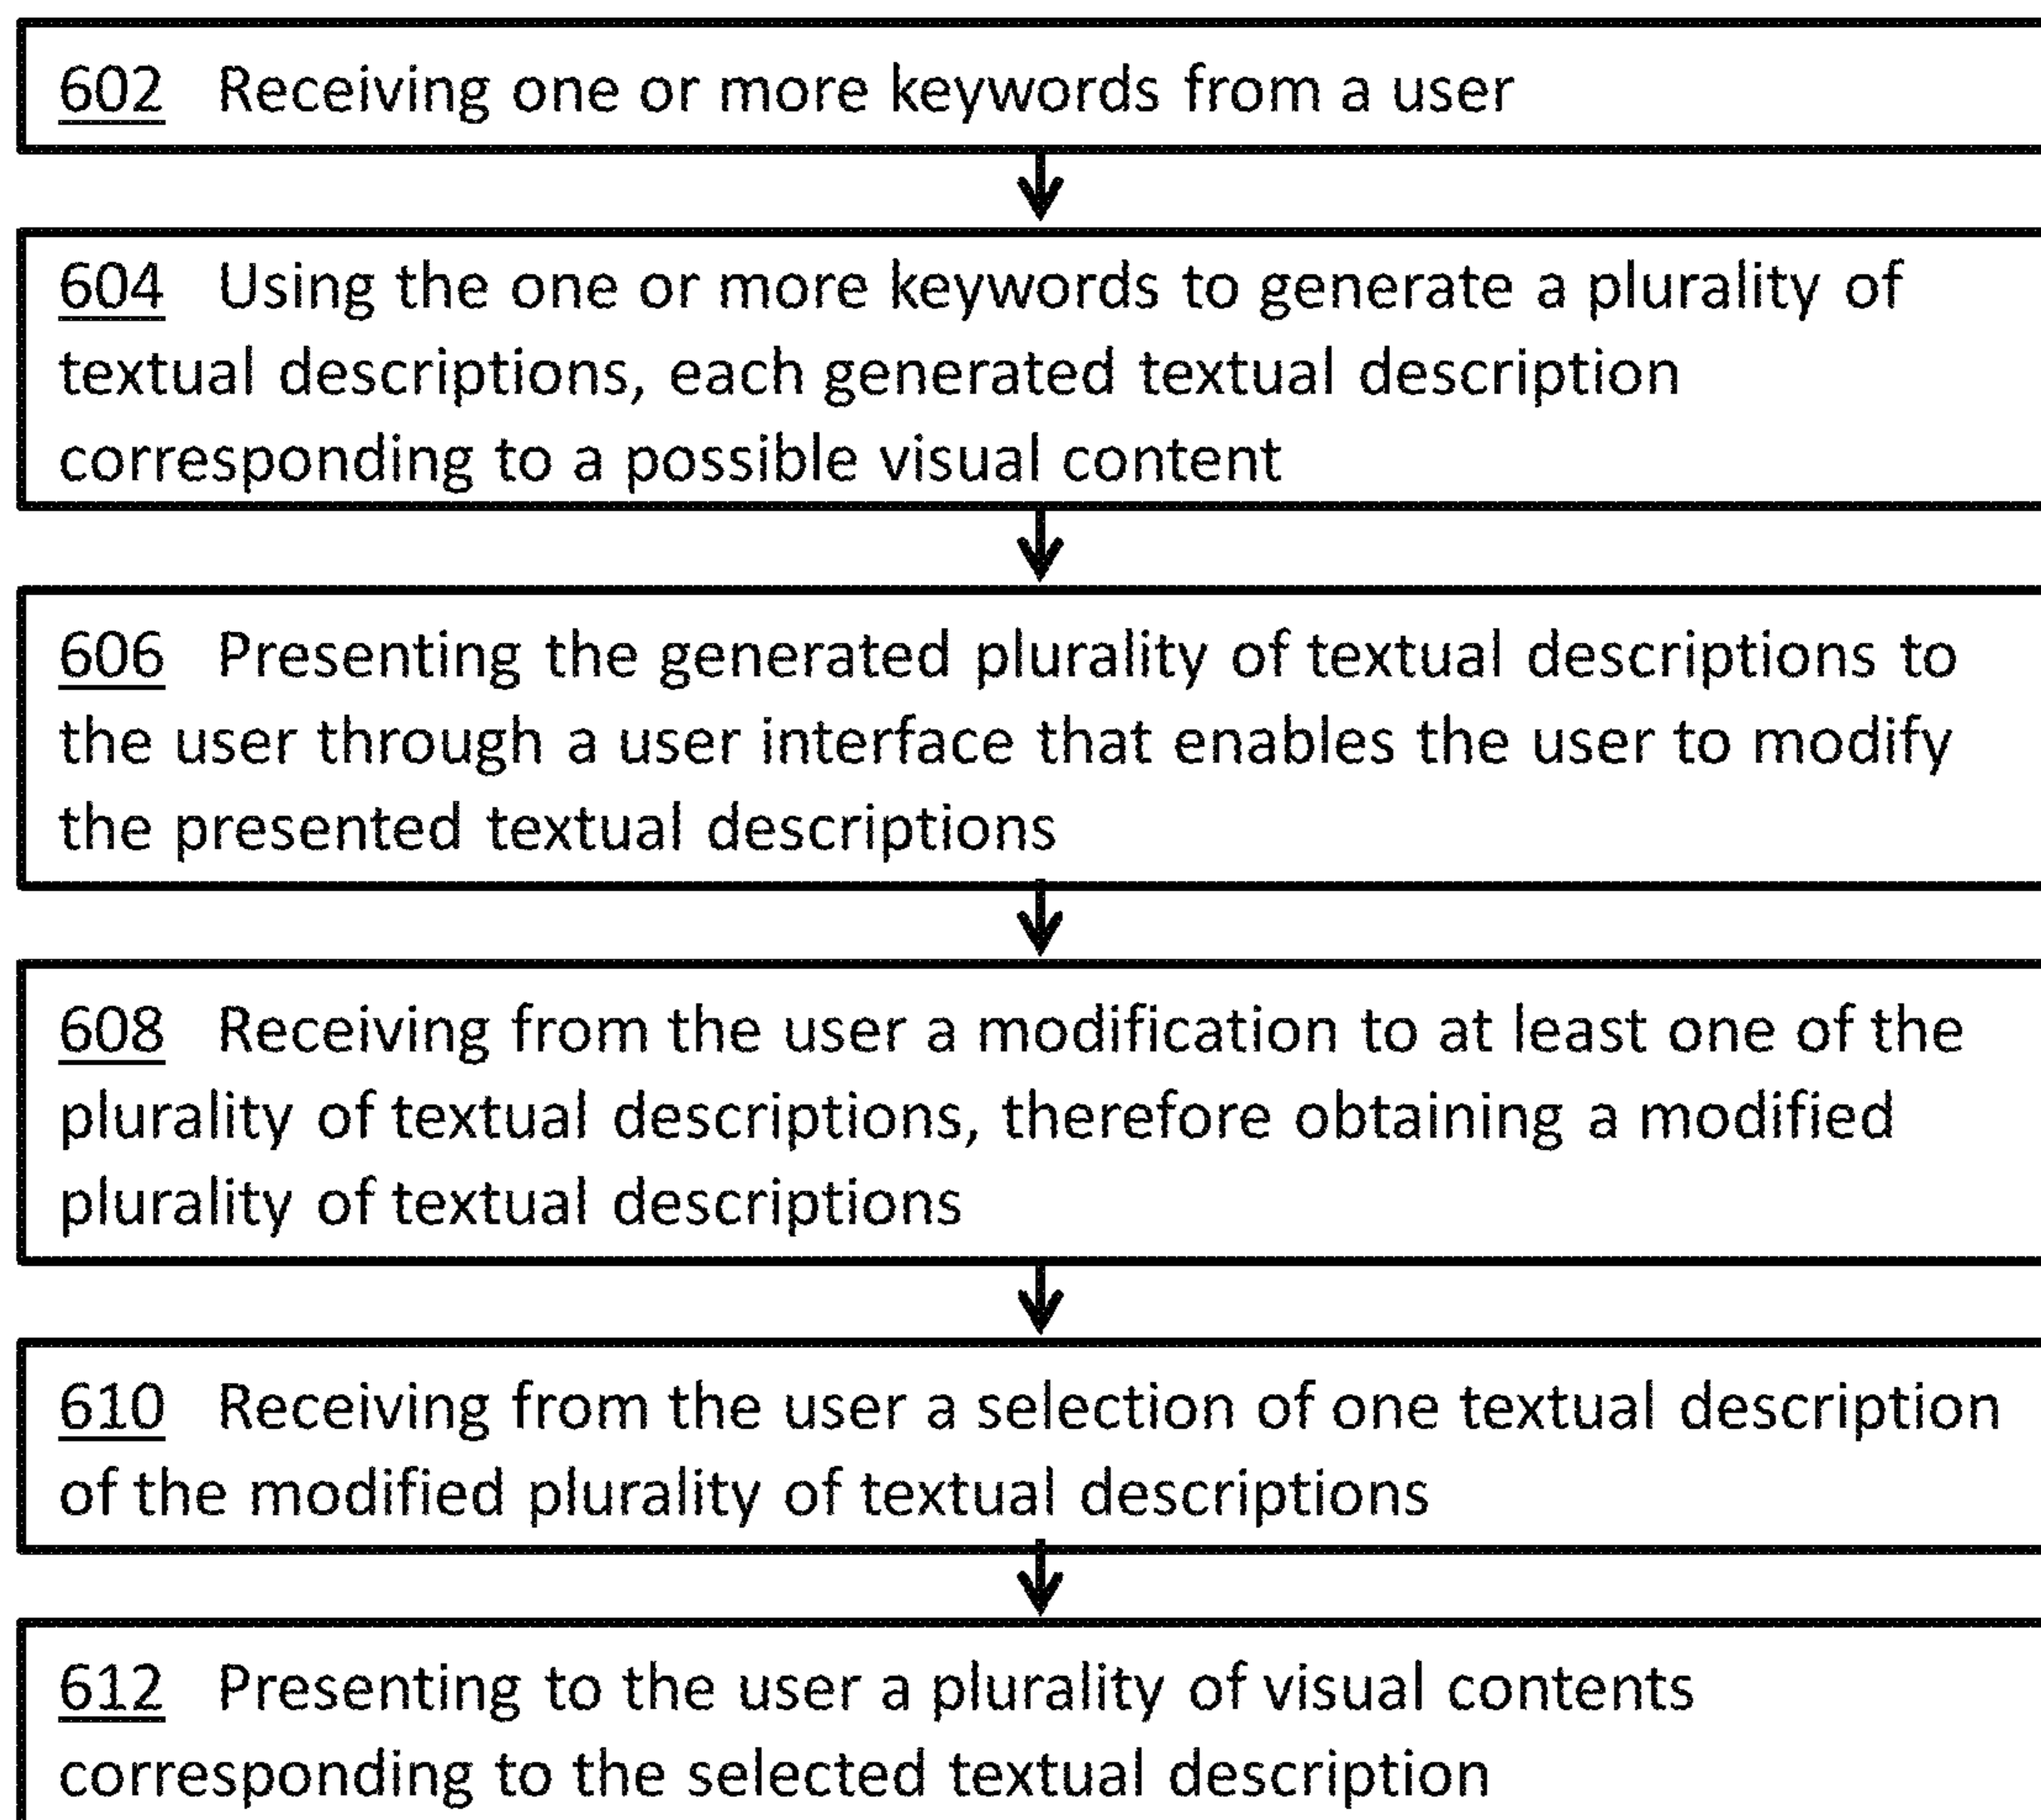 602 Receiving one or more keywords from a user
604 Using the one or more keywords to generate a plurality of
textual descriptions, each generated textual description
corresponding to a possible visual content
606 Presenting the generated plurality of textual descriptions to
the user through a user interface that enables the user to modify
the presented textual descriptions
608 Receiving from the user a modification to at least one of the
plurality of textual descriptions, therefore obtaining a modified
plurality of textual descriptions
610 Receiving from the user a selection of one textual description
of the modified plurality of textual descriptions
612 Presenting to the user a plurality of visual contents
corresponding to the selected textual description